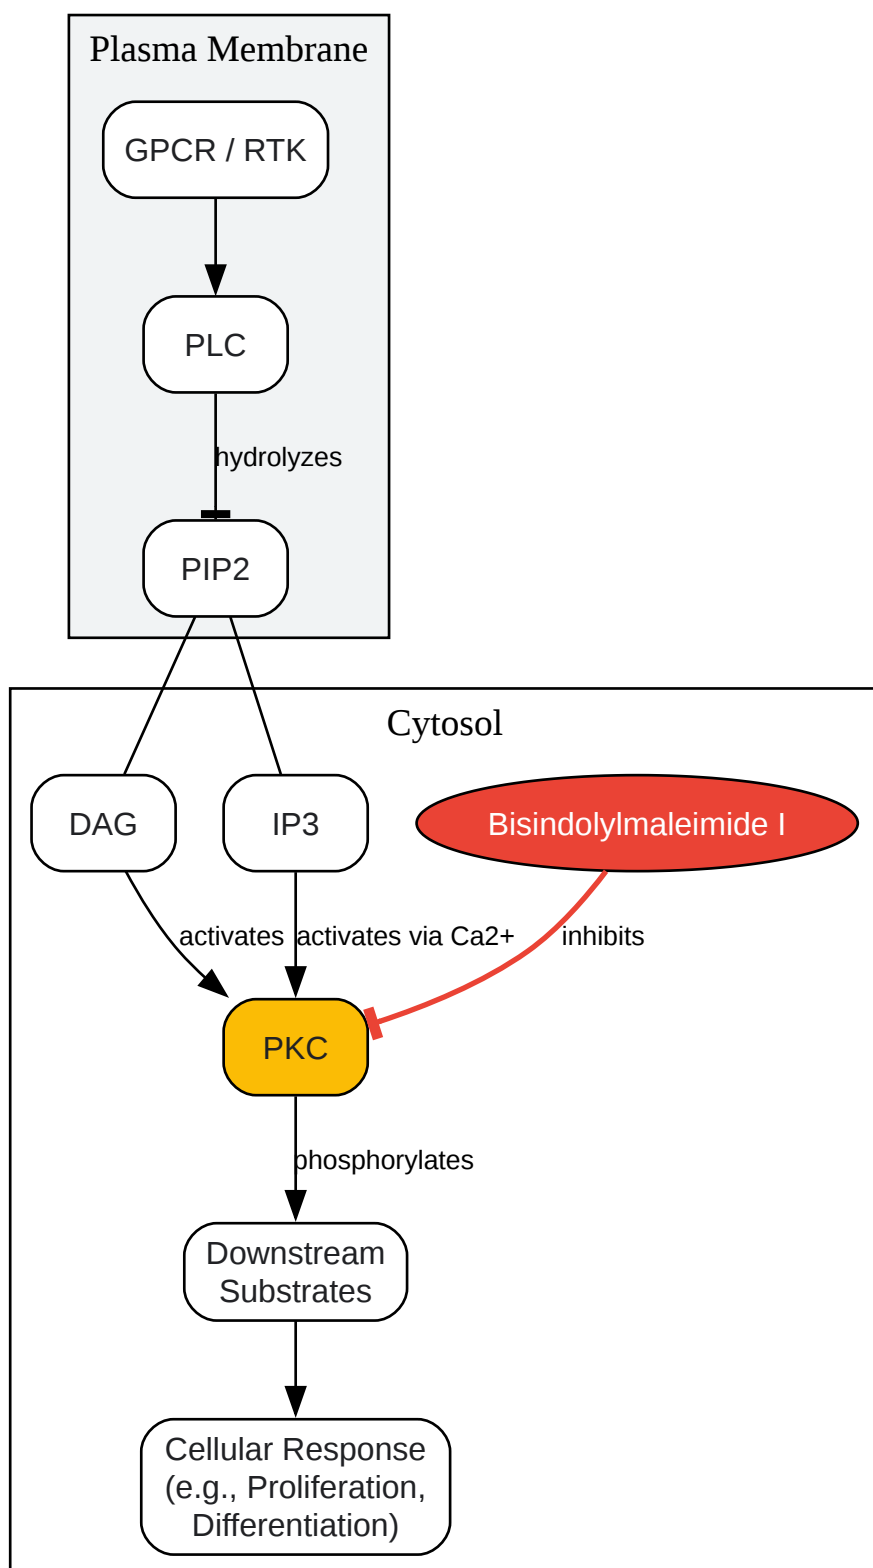 Plasma Membrane
GPCR / RTK
PLC
hydrolyzes
PIP2
Cytosol
DAG
IP3
Bisindolylmaleimide I
activates
activates via Ca2+
inhibits
PKC
phosphorylates
Downstream
Substrates
Cellular Response
(e.g., Proliferation,
Differentiation)